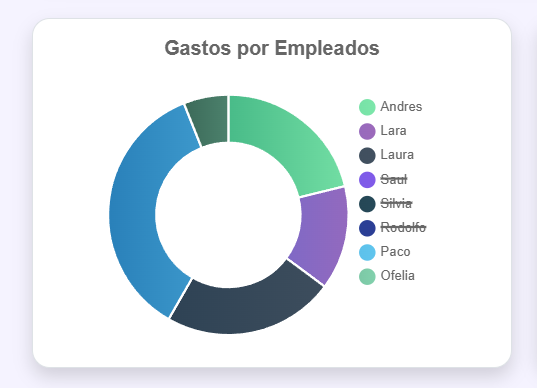 Gastos por Empleados
Andres
Lara
Laura
Saul
Silvia
Rodolfo
Paco
Ofelia